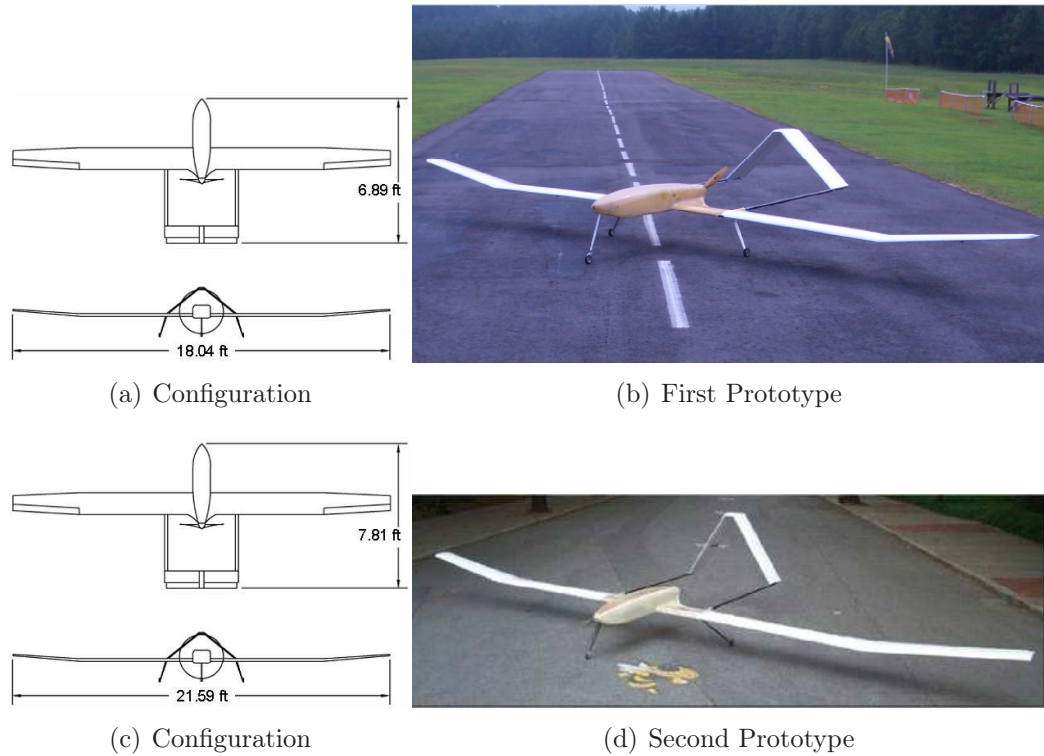 6.89 ft
18.04 ft
(a) Configuration
(b) First Prototype
7.81 ft
21.59 ft
(c) Configuration
(d) Second Prototype